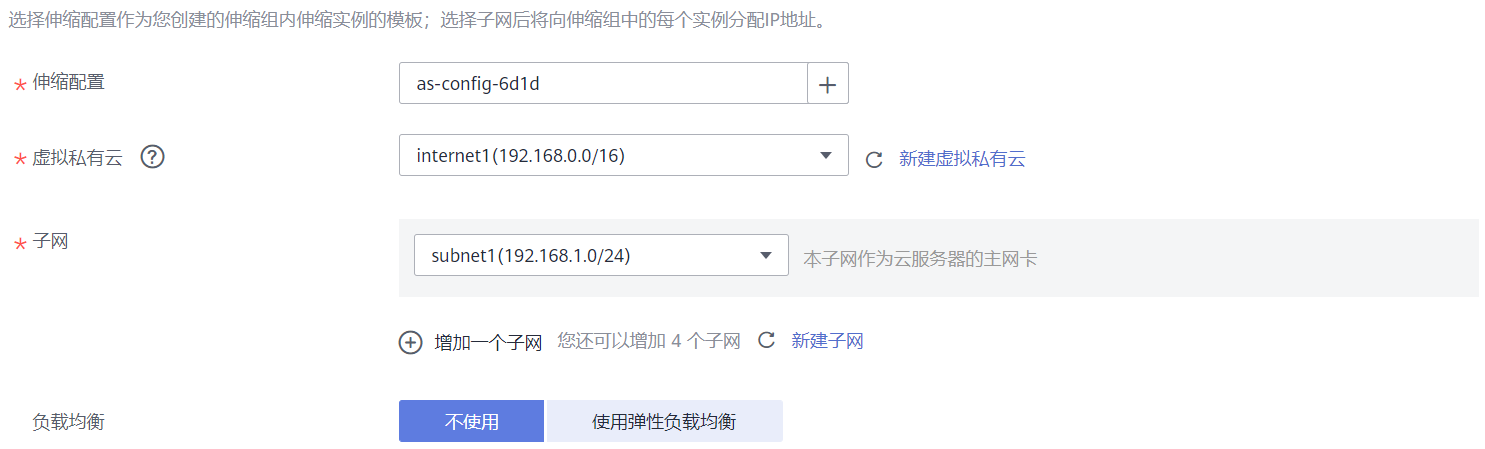 选择伸缩配置作为您创建的伸缩组内伸缩实例的模板；选择子网后将向伸缩组中的每个实例分配IP地址。
* 伸缩配置 as-config-6d1d +
* 虚拟私有云 ? internet1(192.168.0.0/16) 新建虚拟私有云
* 子网 subnet1(192.168.1.0/24) 本子网作为云服务器的主网卡
增加一个子网 您还可以增加 4 个子网 新建子网
负载均衡 不使用 使用弹性负载均衡